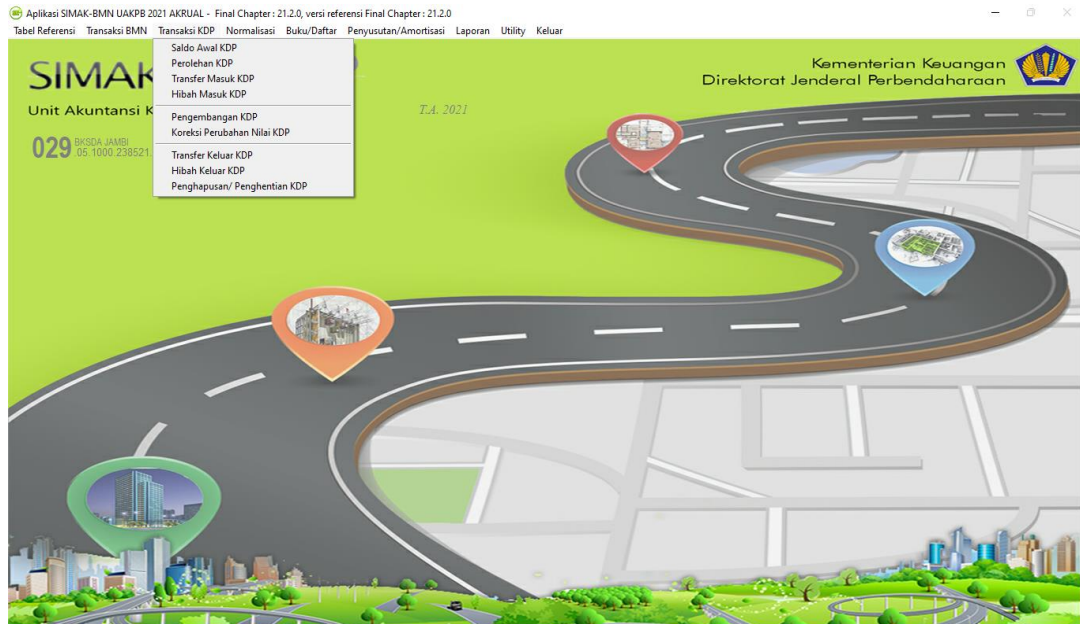 Aplikasi SIMAK-BMN UAKPB 2021 AKRUAL - Final Chapter : 21.2.0, versi referensi Final Chapter : 21.2.0
Tabel Referensi Transaksi BMN Transaksi KDP Normalisasi Buku/Daftar Penyusutan/Amortisasi Laporan Utility Keluar
Saldo Awal KDP
Perolehan KDP
Transfer Masuk KDP
Hibah Masuk KDP
Pengembangan KDP
Koreksi Perubahan Nilai KDP
Transfer Keluar KDP
Hibah Keluar KDP
Penghapusan/ Penghentian KDP
SIMAK
Unit Akuntansi K
T.A. 2021
029 BKSDA JAMBI
.05.1000.238521.
Kementerian Keuangan
Direktorat Jenderal Perbendaharaan